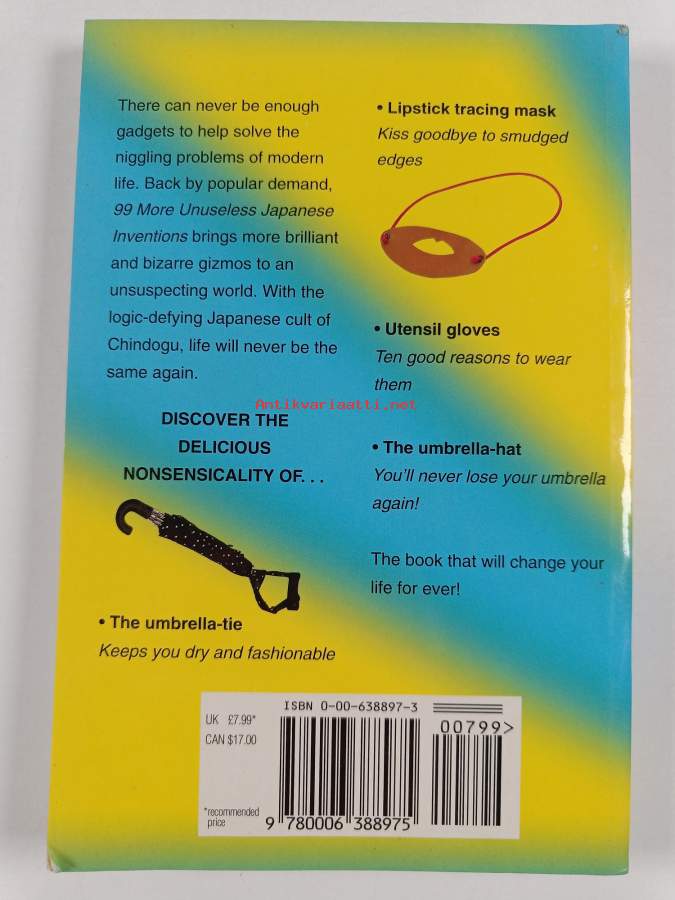 There can never be enough
gadgets to help solve the
niggling problems of modern
life. Back by popular demand,
99 More Unuseless Japanese
Inventions brings more brilliant
and bizarre gizmos to an
unsuspecting world. With the
logic-defying Japanese cult of
Chindogu, life will never be the
same again.
DISCOVER THE
DELICIOUS
NONSENSICALITY OF. . .
• The umbrella-tie
Keeps you dry and fashionable
• Lipstick tracing mask
Kiss goodbye to smudged
edges
• Utensil gloves
Ten good reasons to wear
them
Antikvariaatti.net
• The umbrella-hat
You'll never lose your umbrella
again!
The book that will change your
life for ever!
ISBN 0-00-638897-3
UK £7.99*
CAN $17.00
*recommended
price
9 780006 388975
00799>